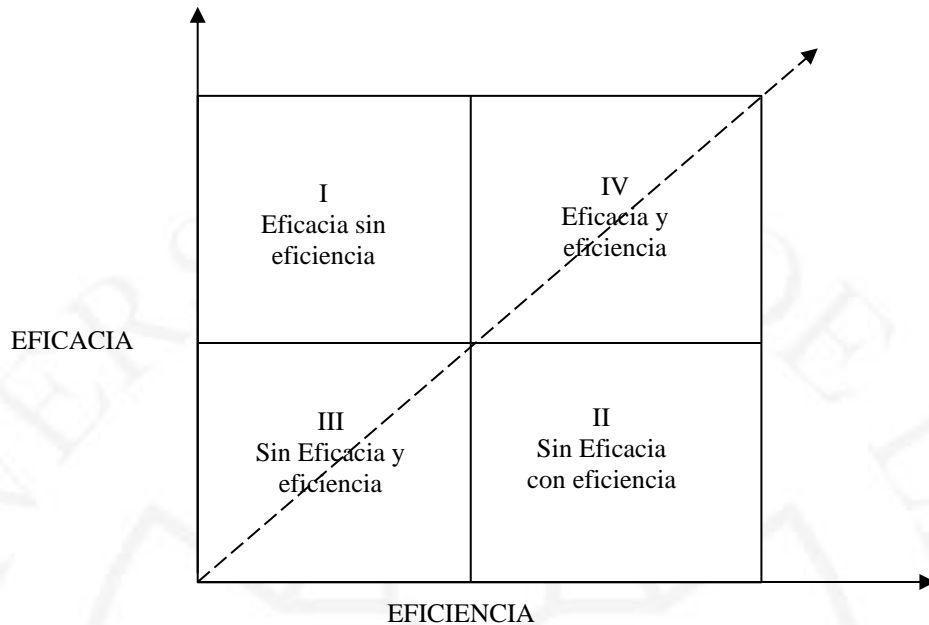 I
Eficacia sin
eficiencia
IV
Eficacia y
eficiencia
EFICACIA
III
Sin Eficacia y
eficiencia
II
Sin Eficacia
con eficiencia
EFICIENCIA